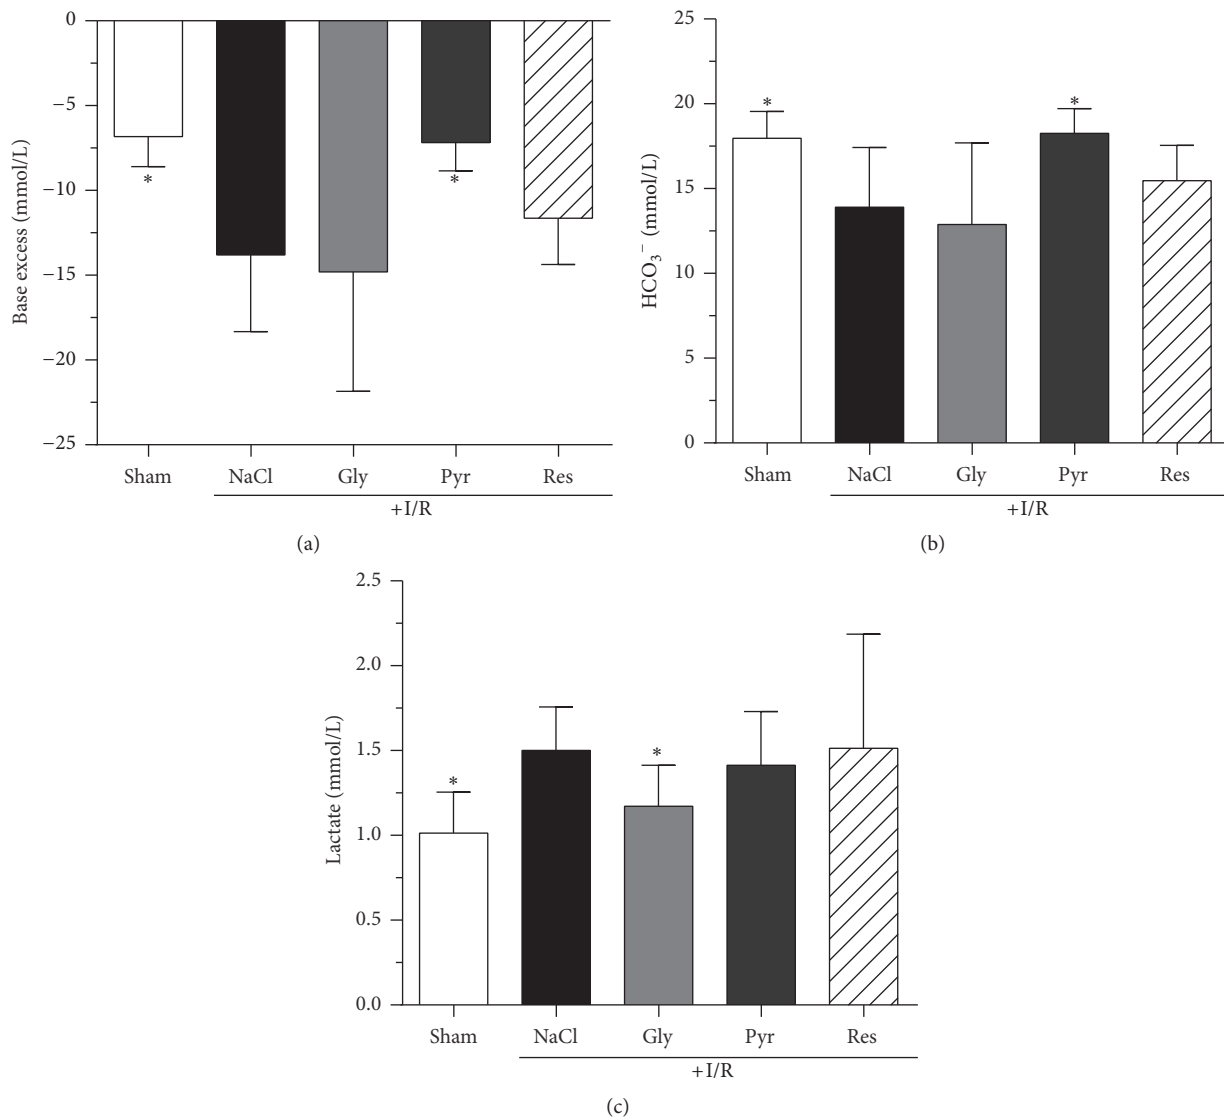 0
−5
−10
−15
−20
−25
Base excess (mmol/L)
*
*
Sham NaCl Gly Pyr Res
+I/R
(a)
25
20
15
10
5
0
HCO₃⁻ (mmol/L)
*
*
Sham NaCl Gly Pyr Res
+I/R
(b)
2.5
2.0
1.5
1.0
0.5
0.0
Lactate (mmol/L)
*
*
Sham NaCl Gly Pyr Res
+I/R
(c)